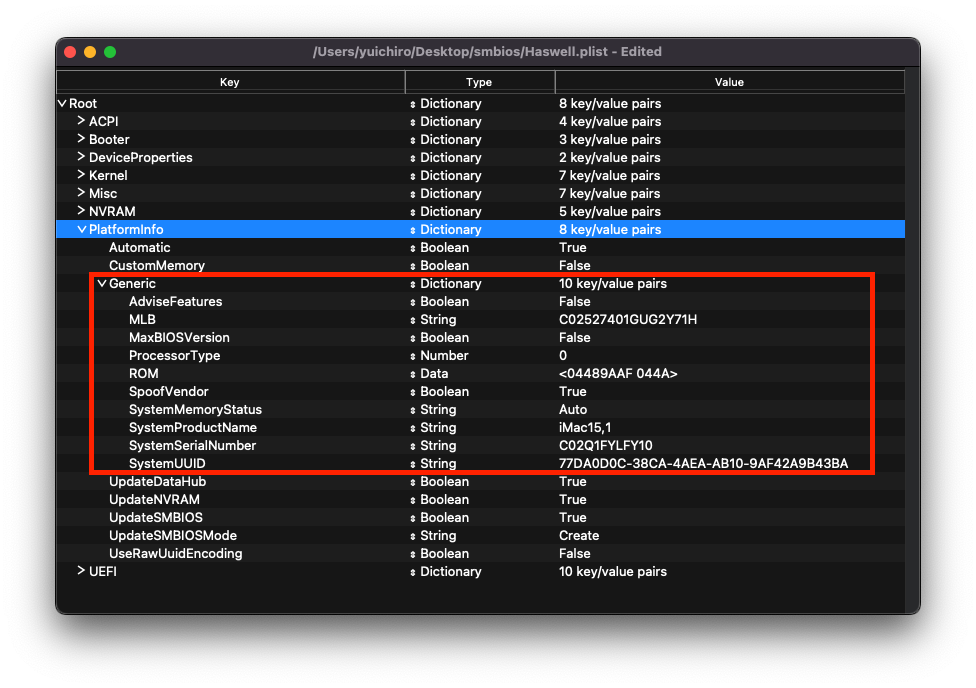 /Users/yuichiro/Desktop/smbios/Haswell.plist - Edited
Key Type Value
Root Dictionary 8 key/value pairs
ACPI Dictionary 4 key/value pairs
Booter Dictionary 3 key/value pairs
DeviceProperties Dictionary 2 key/value pairs
Kernel Dictionary 7 key/value pairs
Misc Dictionary 7 key/value pairs
NVRAM Dictionary 5 key/value pairs
PlatformInfo Dictionary 8 key/value pairs
Automatic Boolean True
CustomMemory Boolean False
Generic Dictionary 10 key/value pairs
AdviseFeatures Boolean False
MLB String C02527401GUG2Y71H
MaxBIOSVersion Boolean False
ProcessorType Number 0
ROM Data <04489AAF 044A>
SpoofVendor Boolean True
SystemMemoryStatus String Auto
SystemProductName String iMac15,1
SystemSerialNumber String C02Q1FYLFY10
SystemUUID String 77DA0D0C-38CA-4AEA-AB10-9AF42A9B43BA
UpdateDataHub Boolean True
UpdateNVRAM Boolean True
UpdateSMBIOS Boolean True
UpdateSMBIOSMode String Create
UseRawUuidEncoding Boolean False
UEFI Dictionary 10 key/value pairs